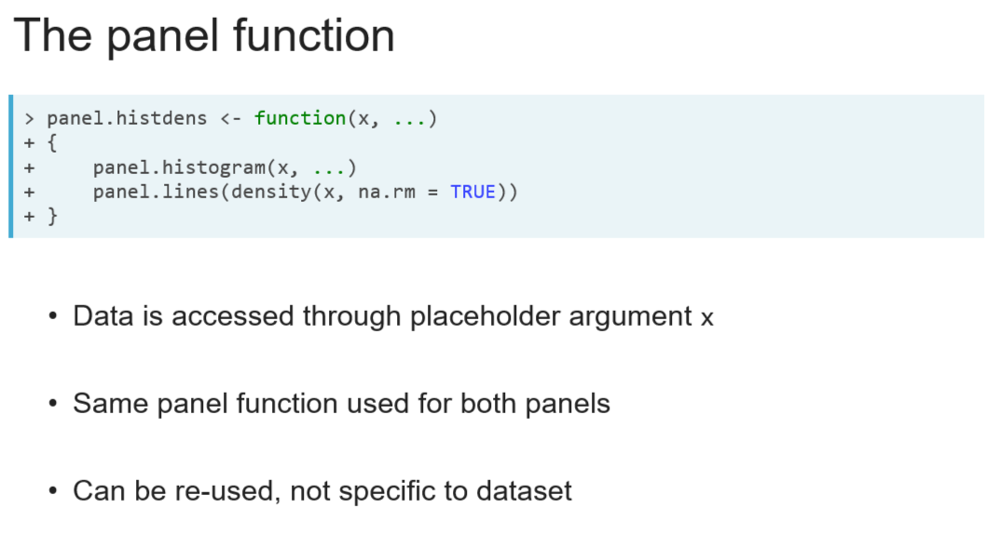 The panel function
> panel.histdens <- function(x, ...)
+ {
+     panel.histogram(x, ...)
+     panel.lines(density(x, na.rm = TRUE))
+ }
• Data is accessed through placeholder argument x
• Same panel function used for both panels
• Can be re-used, not specific to dataset